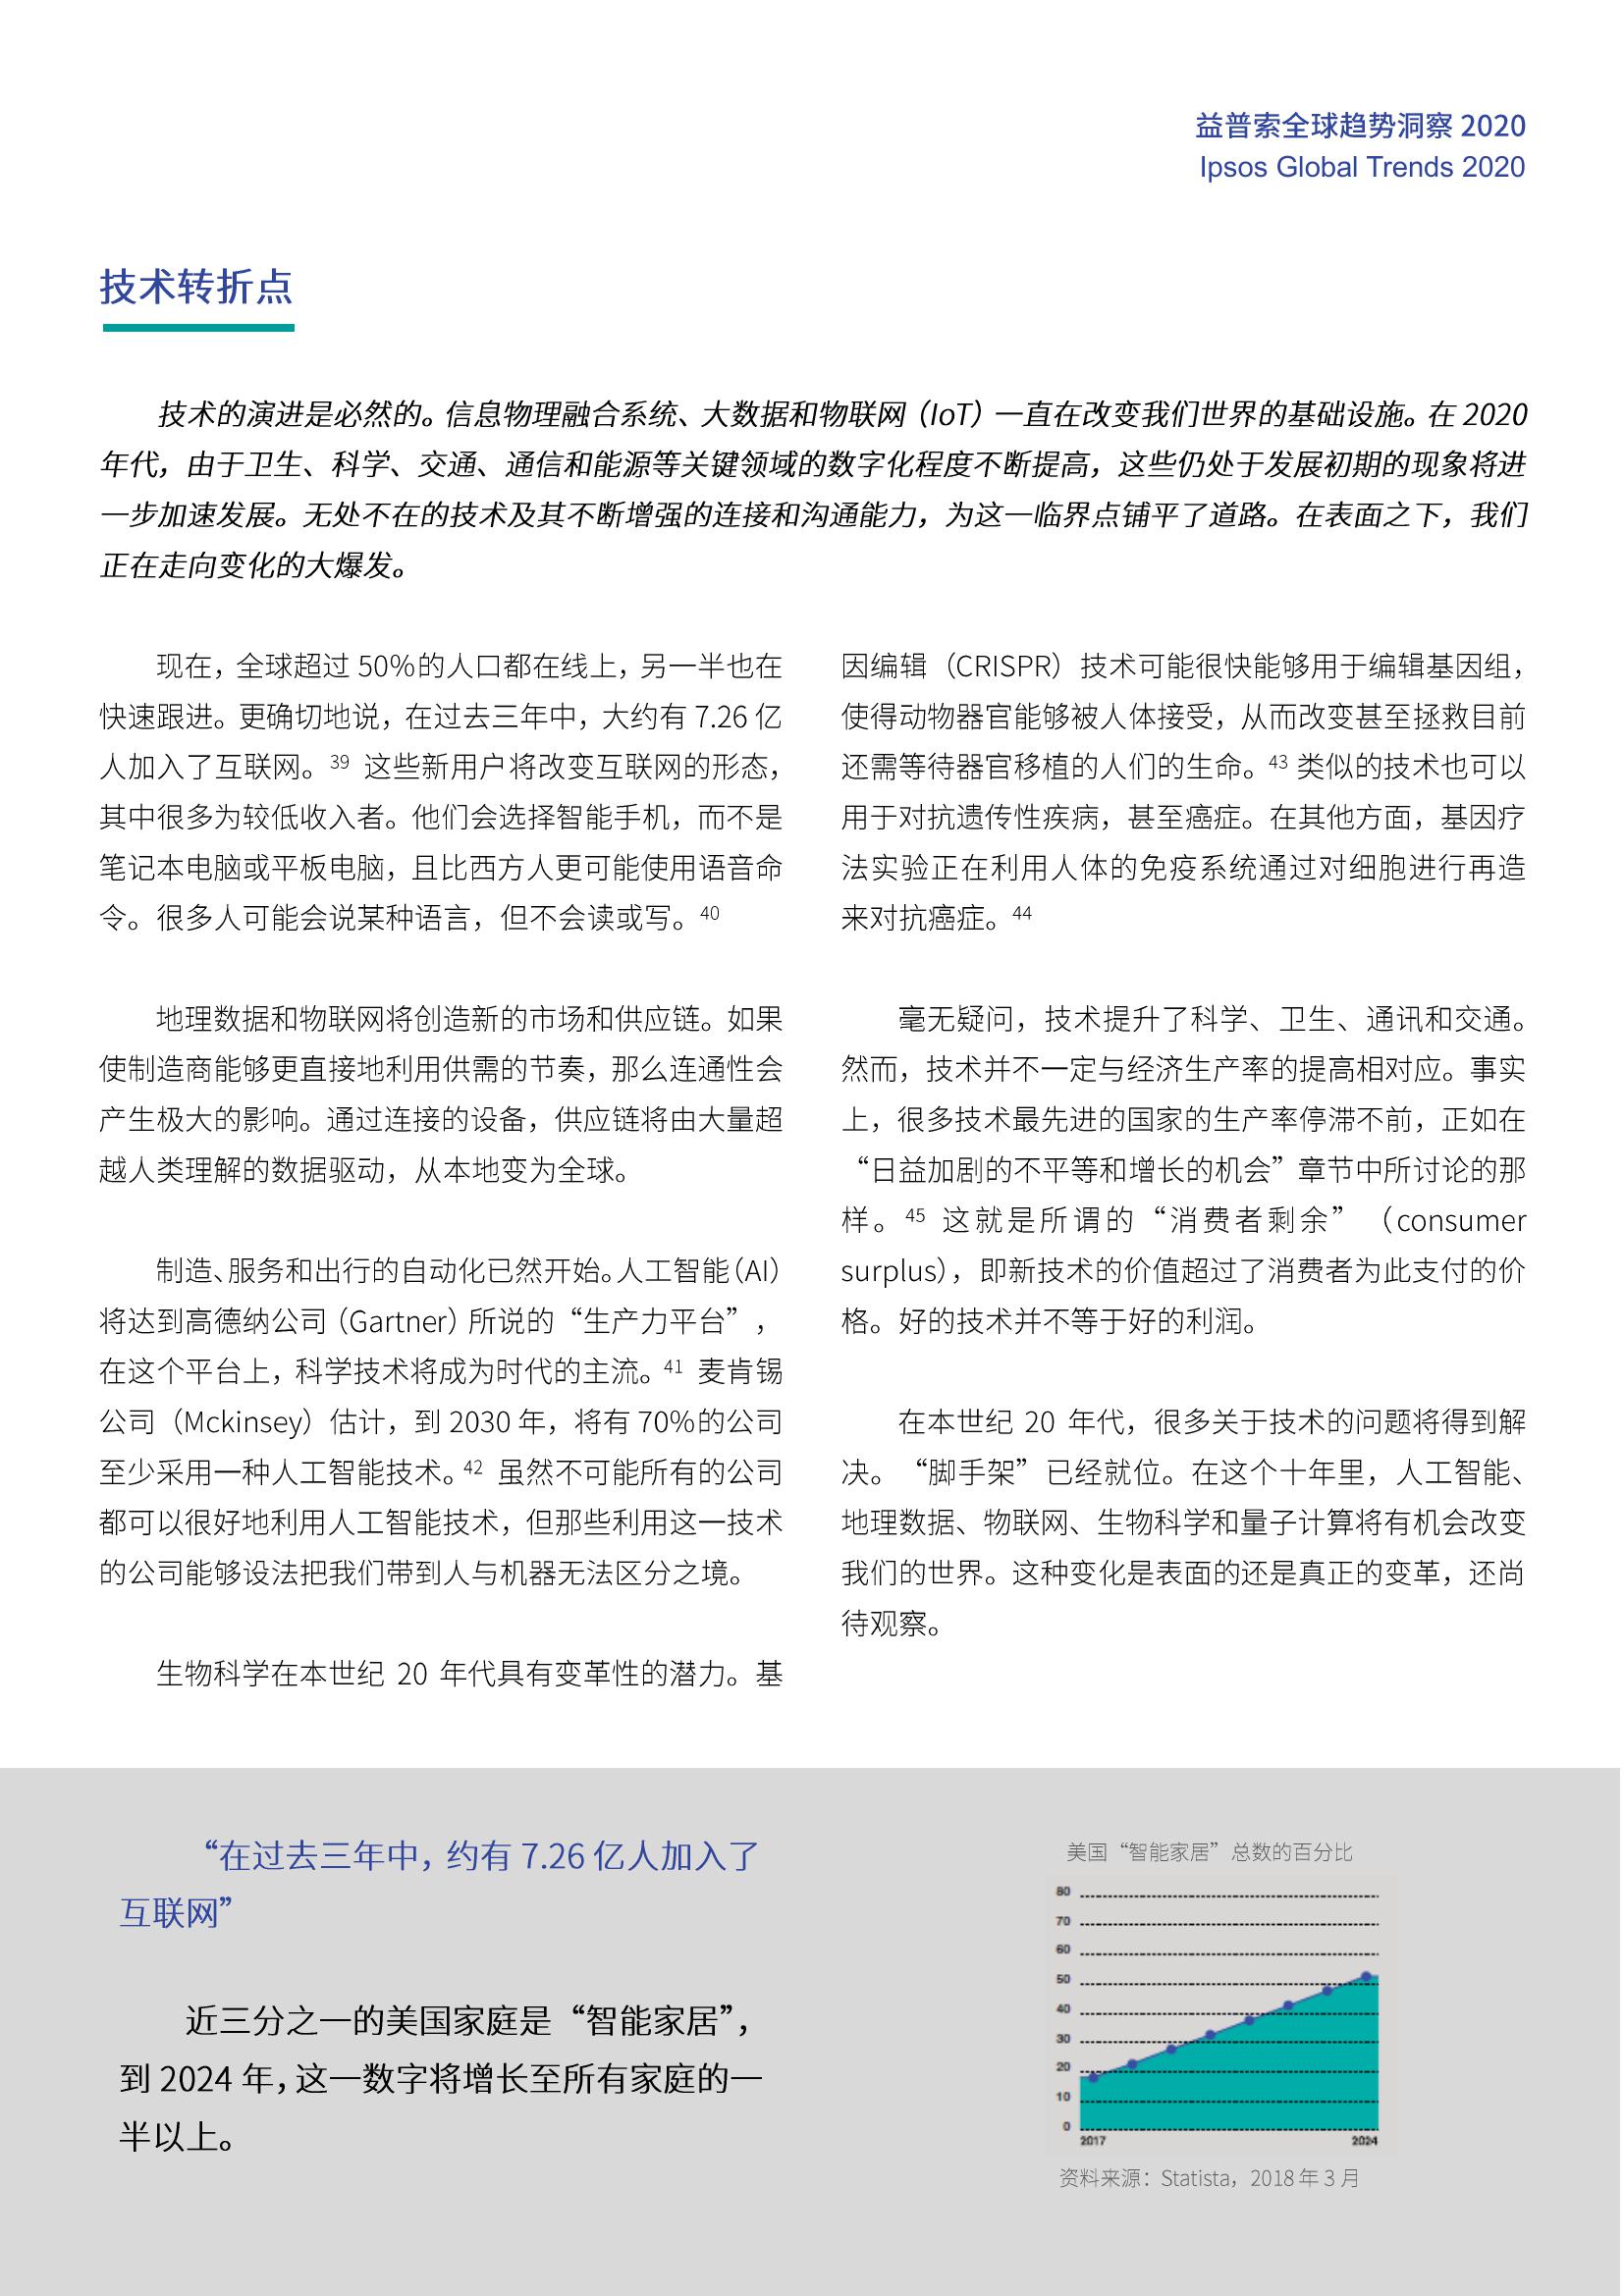 益普索全球趋势洞察 2020
Ipsos Global Trends 2020
技术转折点
技术的演进是必然的。信息物理融合系统、大数据和物联网（IoT）一直在改变我们世界的基础设施。在 2020
年代，由于卫生、科学、交通、通信和能源等关键领域的数字化程度不断提高，这些仍处于发展初期的现象将进
一步加速发展。无处不在的技术及其不断增强的连接和沟通能力，为这一临界点铺平了道路。在表面之下，我们
正在走向变化的大爆发。
现在，全球超过 50%的人口都在线上，另一半也在
快速跟进。更确切地说，在过去三年中，大约有 7.26 亿
人加入了互联网。39 这些新用户将改变互联网的形态，
其中很多为较低收入者。他们会选择智能手机，而不是
笔记本电脑或平板电脑，且比西方人更可能使用语音命
令。很多人可能会说某种语言，但不会读或写。40
地理数据和物联网将创造新的市场和供应链。如果
使制造商能够更直接地利用供需的节奏，那么连通性会
产生极大的影响。通过连接的设备，供应链将由大量超
越人类理解的数据驱动，从本地变为全球。
制造、服务和出行的自动化已然开始。人工智能（AI）
将达到高德纳公司（Gartner）所说的“生产力平台”，
在这个平台上，科学技术将成为时代的主流。41 麦肯锡
公司（Mckinsey）估计，到 2030 年，将有 70%的公司
至少采用一种人工智能技术。42 虽然不可能所有的公司
都可以很好地利用人工智能技术，但那些利用这一技术
的公司能够设法把我们带到人与机器无法区分之境。
生物科学在本世纪 20 年代具有变革性的潜力。基
因编辑（CRISPR）技术可能很快能够用于编辑基因组，
使得动物器官能够被人体接受，从而改变甚至拯救目前
还需等待器官移植的人们的生命。43 类似的技术也可以
用于对抗遗传性疾病，甚至癌症。在其他方面，基因疗
法实验正在利用人体的免疫系统通过对细胞进行再造
来对抗癌症。44
毫无疑问，技术提升了科学、卫生、通讯和交通。
然而，技术并不一定与经济生产率的提高相对应。事实
上，很多技术最先进的国家的生产率停滞不前，正如在
“日益加剧的不平等和增长的机会”章节中所讨论的那
样。45 这就是所谓的“消费者剩余”（consumer
surplus），即新技术的价值超过了消费者为此支付的价
格。好的技术并不等于好的利润。
在本世纪 20 年代，很多关于技术的问题将得到解
决。“脚手架”已经就位。在这个十年里，人工智能、
地理数据、物联网、生物科学和量子计算将有机会改变
我们的世界。这种变化是表面的还是真正的变革，还尚
待观察。
“在过去三年中，约有 7.26 亿人加入了
互联网”
近三分之一的美国家庭是“智能家居”，
到 2024 年，这一数字将增长至所有家庭的一
半以上。
美国“智能家居”总数的百分比
80
70
60
50
40
30
20
10
0
2017 2024
资料来源：Statista，2018 年 3 月